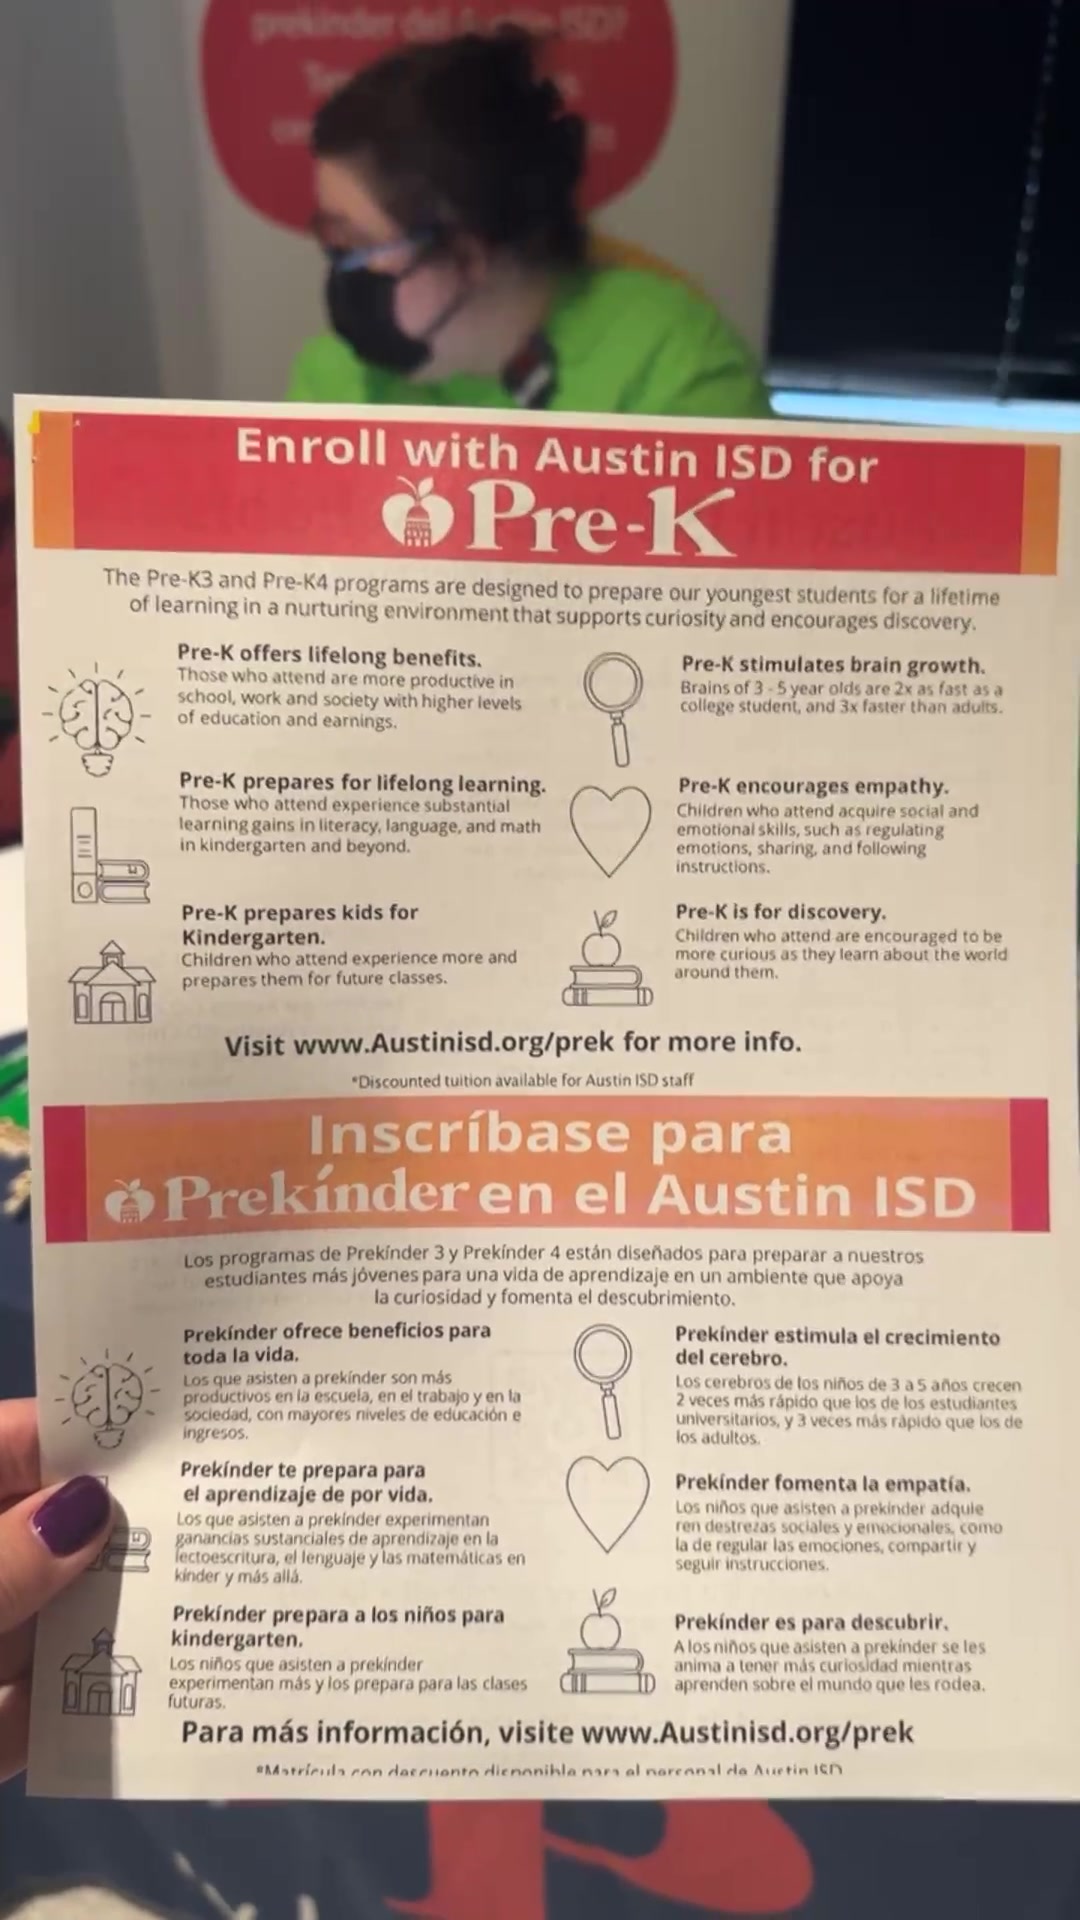 prekinder del Austin ISD?
Enroll with Austin ISD for
Pre-K
The Pre-K3 and Pre-K4 programs are designed to prepare our youngest students for a lifetime
of learning in a nurturing environment that supports curiosity and encourages discovery.
Pre-K offers lifelong benefits.
Those who attend are more productive in
school, work and society with higher levels
of education and earnings.
Pre-K stimulates brain growth.
Brains of 3 - 5 year olds are 2x as fast as a
college student, and 3x faster than adults.
Pre-K prepares for lifelong learning.
Those who attend experience substantial
learning gains in literacy, language, and math
in kindergarten and beyond.
Pre-K encourages empathy.
Children who attend acquire social and
emotional skills, such as regulating
emotions, sharing, and following
instructions.
Pre-K prepares kids for
Kindergarten.
Children who attend experience more and
prepares them for future classes.
Pre-K is for discovery.
Children who attend are encouraged to be
more curious as they learn about the world
around them.
Visit www.Austinisd.org/prek for more info.
*Discounted tuition available for Austin ISD staff
Inscríbase para
Prekínder en el Austin ISD
Los programas de Prekínder 3 y Prekínder 4 están diseñados para preparar a nuestros
estudiantes más jóvenes para una vida de aprendizaje en un ambiente que apoya
la curiosidad y fomenta el descubrimiento.
Prekínder ofrece beneficios para
toda la vida.
Los que asisten a prekínder son más
productivos en la escuela, en el trabajo y en la
sociedad, con mayores niveles de educación e
ingresos.
Prekínder estimula el crecimiento
del cerebro.
Los cerebros de los niños de 3 a 5 años crecen
2 veces más rápido que los de los estudiantes
universitarios, y 3 veces más rápido que los de
los adultos.
Prekínder te prepara para
el aprendizaje de por vida.
Los que asisten a prekínder experimentan
ganancias sustanciales de aprendizaje en la
lectoescritura, el lenguaje y las matemáticas en
kínder y más allá.
Prekínder fomenta la empatía.
Los niños que asisten a prekínder adquie
ren destrezas sociales y emocionales, como
la de regular las emociones, compartir y
seguir instrucciones.
Prekínder prepara a los niños para
kindergarten.
Los niños que asisten a prekínder
experimentan más y los prepara para las clases
futuras.
Prekínder es para descubrir.
A los niños que asisten a prekínder se les
anima a tener más curiosidad mientras
aprenden sobre el mundo que les rodea.
Para más información, visite www.Austinisd.org/prek
*Matrícula con descuento disponible para el personal de Austin ISD